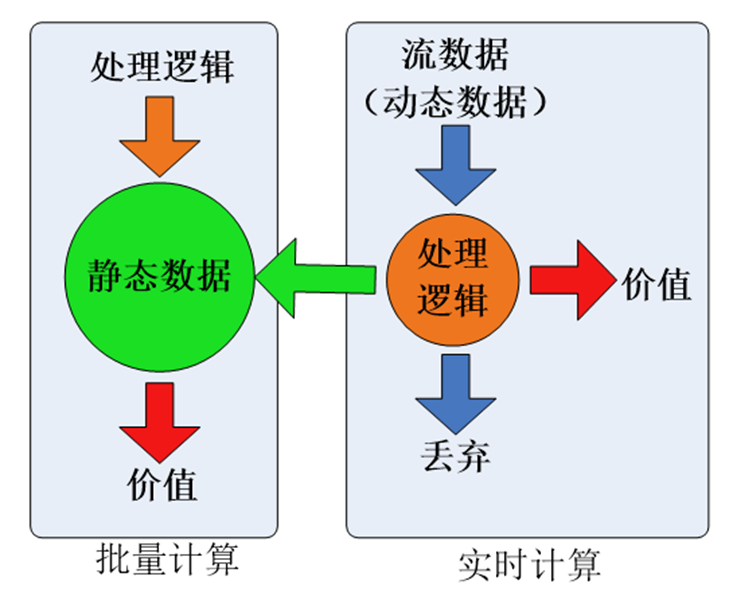 处理逻辑
静态数据
价值
批量计算
流数据
（动态数据）
处理
逻辑
价值
丢弃
实时计算